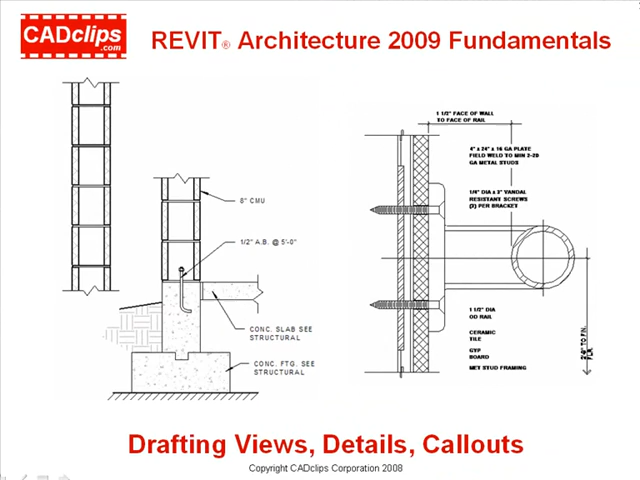 CADclips
.com
REVIT® Architecture 2009 Fundamentals
8" CMU
1/2" A.B. @ 5'-0"
CONC. SLAB SEE
STRUCTURAL
CONC. FTG. SEE
STRUCTURAL
1 1/2" FACE OF WALL
TO FACE OF RAIL
4" x 24" x 16 GA PLATE
FIELD WELD TO MIN 2-20
GA METAL STUDS
1/4" DIA x 3" VANDAL
RESISTANT SCREWS
(3) PER BRACKET
1 1/2" DIA
OD RAIL
CERAMIC
TILE
GYP
BOARD
MET STUD FRAMING
Drafting Views, Details, Callouts
Copyright CADclips Corporation 2008